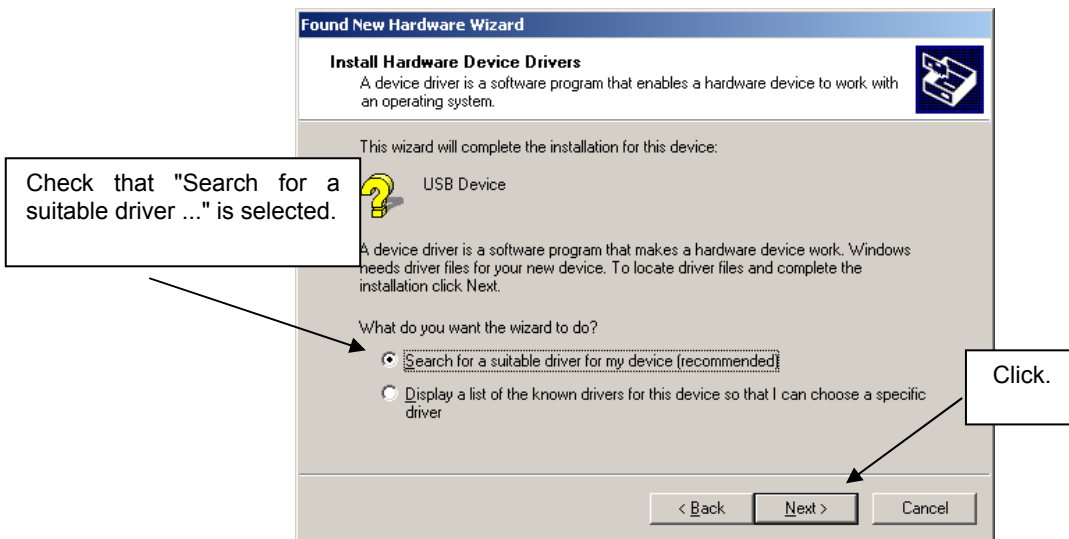 Found New Hardware Wizard
Install Hardware Device Drivers
A device driver is a software program that enables a hardware device to work with
an operating system.
This wizard will complete the installation for this device:
Check that "Search for a
suitable driver ..." is selected.
USB Device
A device driver is a software program that makes a hardware device work. Windows
needs driver files for your new device. To locate driver files and complete the
installation click Next.
What do you want the wizard to do?
Search for a suitable driver for my device (recommended)
Display a list of the known drivers for this device so that I can choose a specific
driver
Click.
< Back
Next >
Cancel